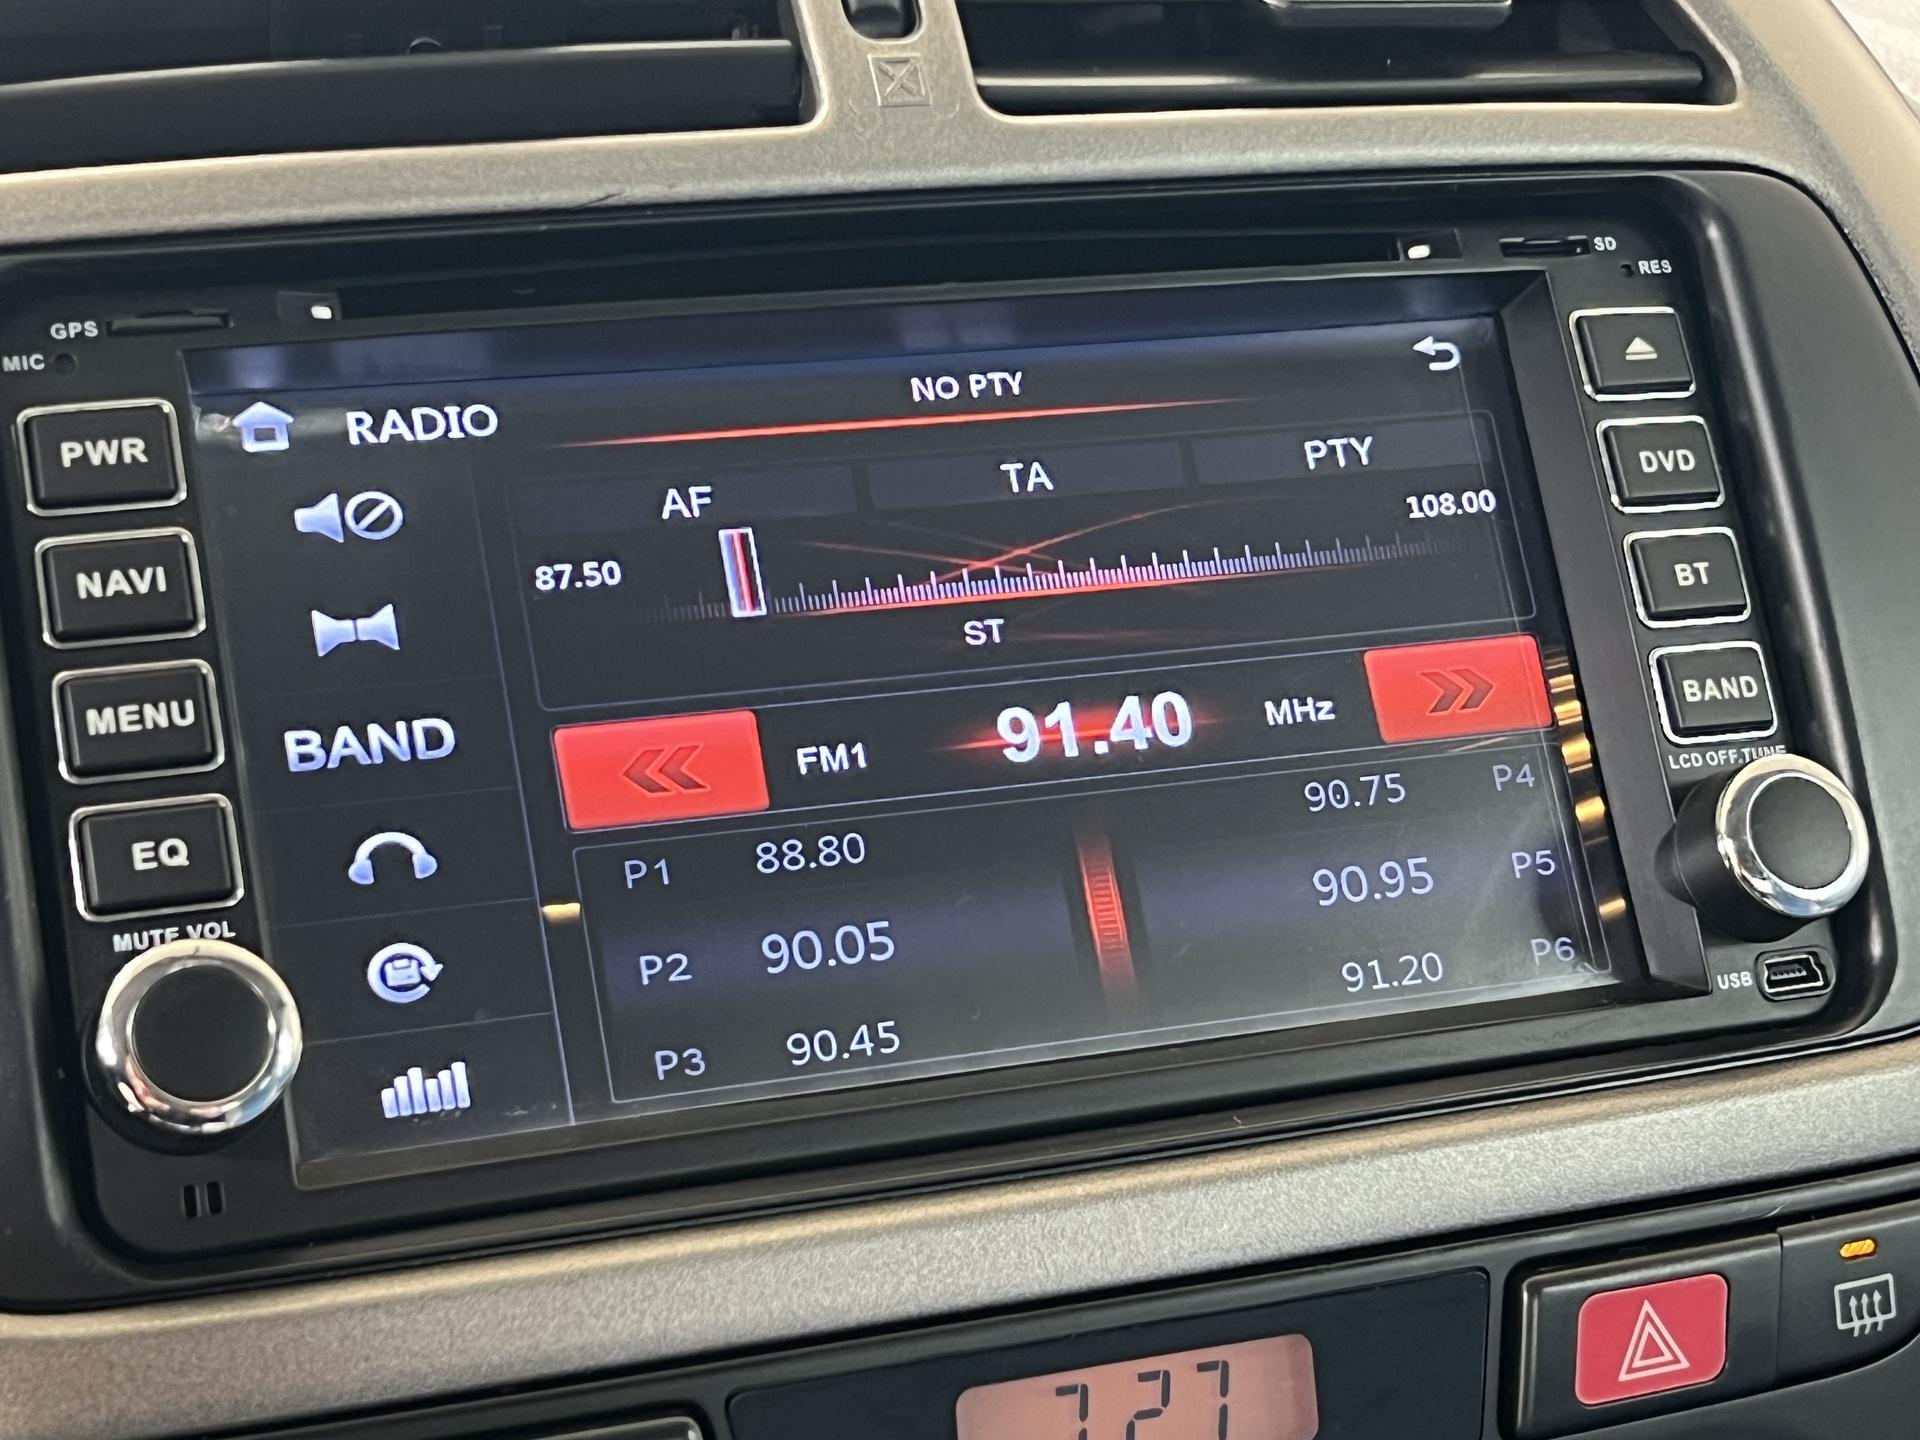 SD
RES
GPS
MIC
NO PTY
RADIO
PWR
AF TA PTY
87.50 108.00
DVD
NAVI
ST
BT
MENU
BAND
FM1 91.40 MHz
BAND
LCD OFF.TUNE
EQ
P1 88.80 90.75 P4
P2 90.05 90.95 P5
P3 90.45 91.20 P6
MUTE VOL
USB
7 27